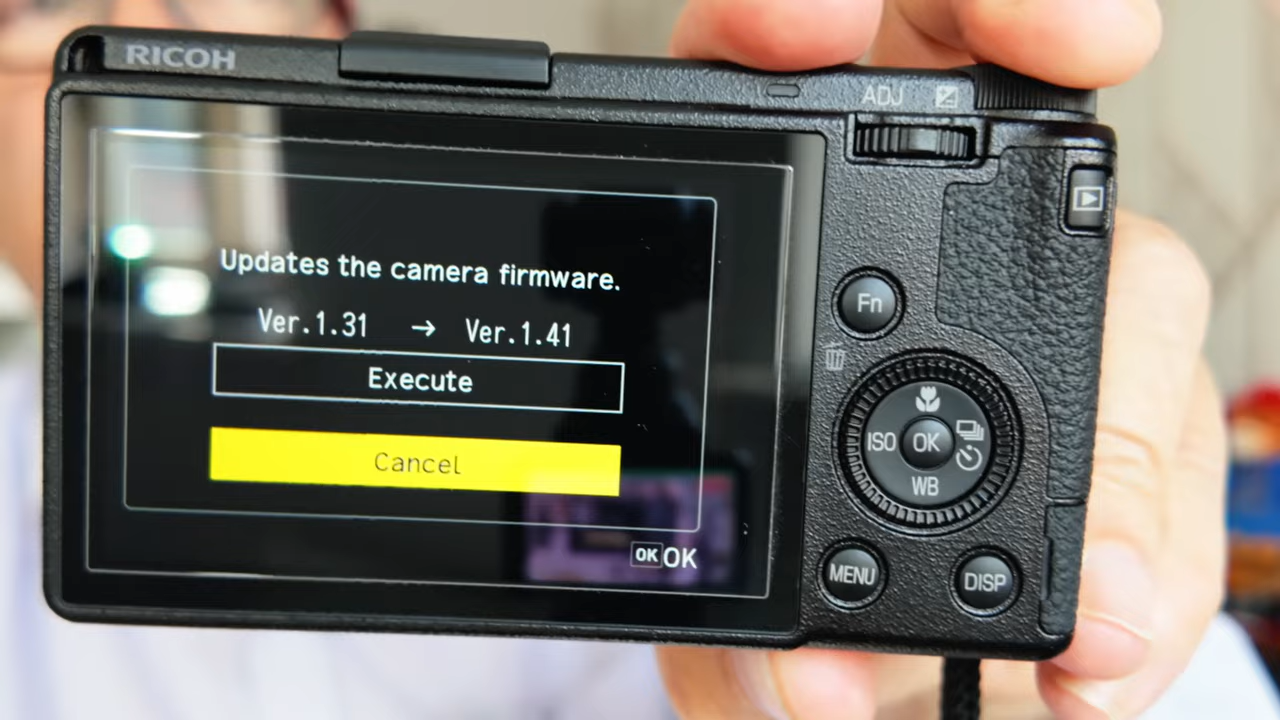 RICOH
ADJ
Updates the camera firmware.
Ver.1.31 → Ver.1.41
Execute
Cancel
OK OK
Fn
ISO
OK
WB
MENU
DISP